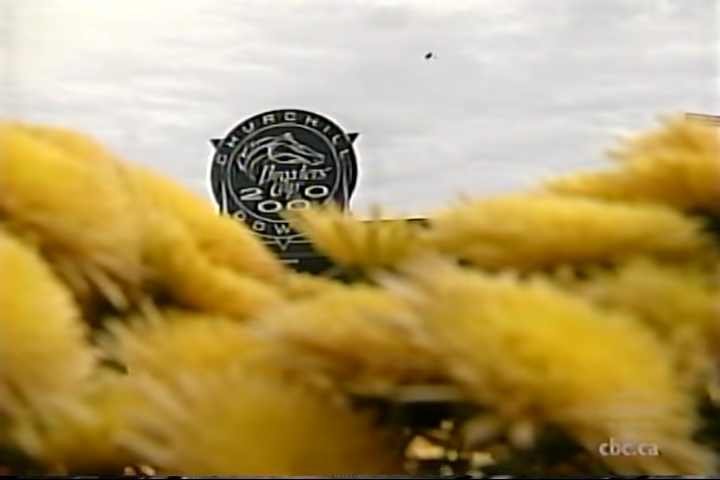 CHURCHILL
Breeders'
Cup
2000
DOWNS
cbc.ca